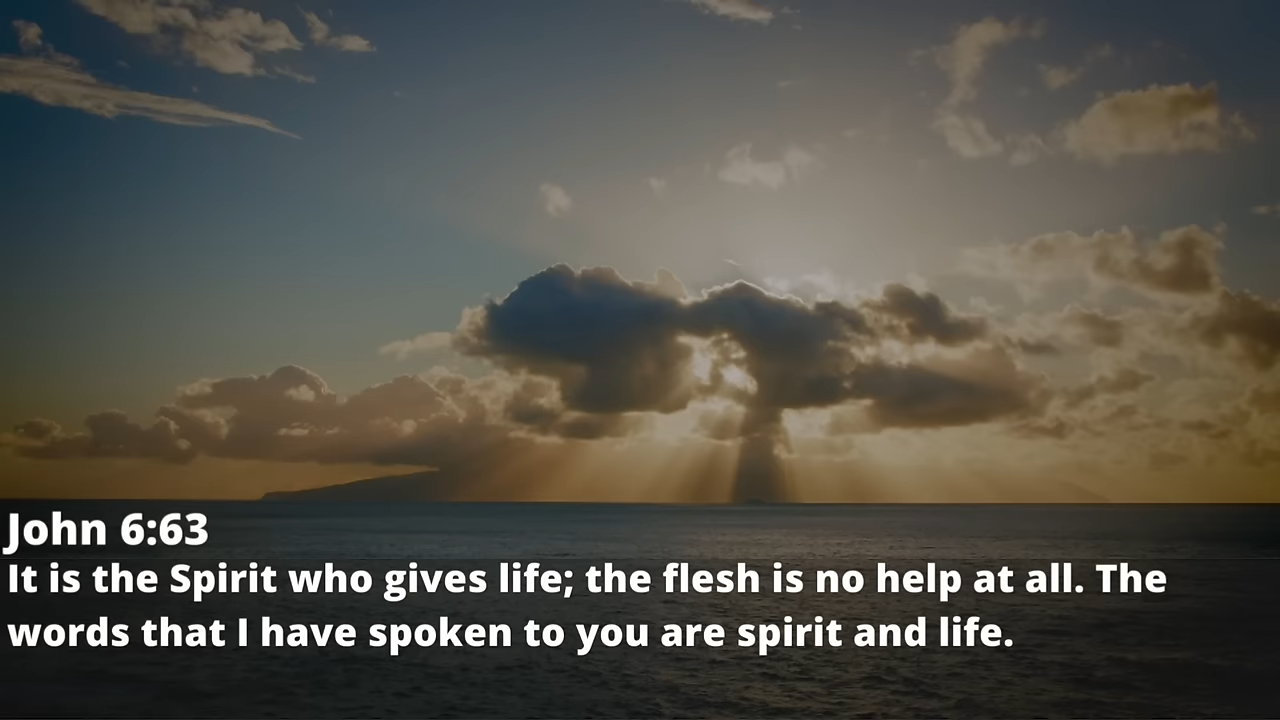 John 6:63
It is the Spirit who gives life; the flesh is no help at all. The
words that I have spoken to you are spirit and life.